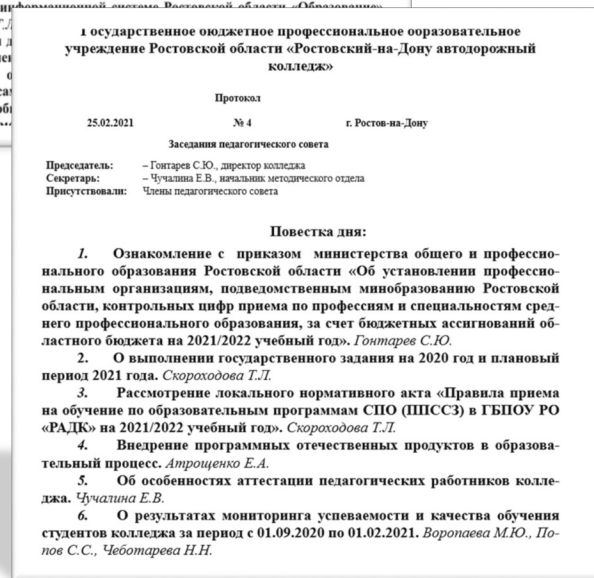 информационной системе Ростовской области «Образование»
Государственное бюджетное профессиональное образовательное
учреждение Ростовской области «Ростовский-на-Дону автодорожный
колледж»
Протокол
25.02.2021 № 4 г. Ростов-на-Дону
Заседания педагогического совета
Председатель: – Гонтарев С.Ю., директор колледжа
Секретарь: – Чучалина Е.В., начальник методического отдела
Присутствовали: Члены педагогического совета
Повестка дня:
1. Ознакомление с приказом министерства общего и профессио-
нального образования Ростовской области «Об установлении профессио-
нальным организациям, подведомственным минобразованию Ростовской
области, контрольных цифр приема по профессиям и специальностям сред-
него профессионального образования, за счет бюджетных ассигнований об-
ластного бюджета на 2021/2022 учебный год». Гонтарев С.Ю.
2. О выполнении государственного задания на 2020 год и плановый
период 2021 года. Скороходова Т.Л.
3. Рассмотрение локального нормативного акта «Правила приема
на обучение по образовательным программам СПО (ППССЗ) в ГБПОУ РО
«РАДК» на 2021/2022 учебный год». Скороходова Т.Л.
4. Внедрение программных отечественных продуктов в образова-
тельный процесс. Атрощенко Е.А.
5. Об особенностях аттестации педагогических работников колле-
джа. Чучалина Е.В.
6. О результатах мониторинга успеваемости и качества обучения
студентов колледжа за период с 01.09.2020 по 01.02.2021. Воропаева М.Ю., По-
пов С.С., Чеботарева Н.Н.